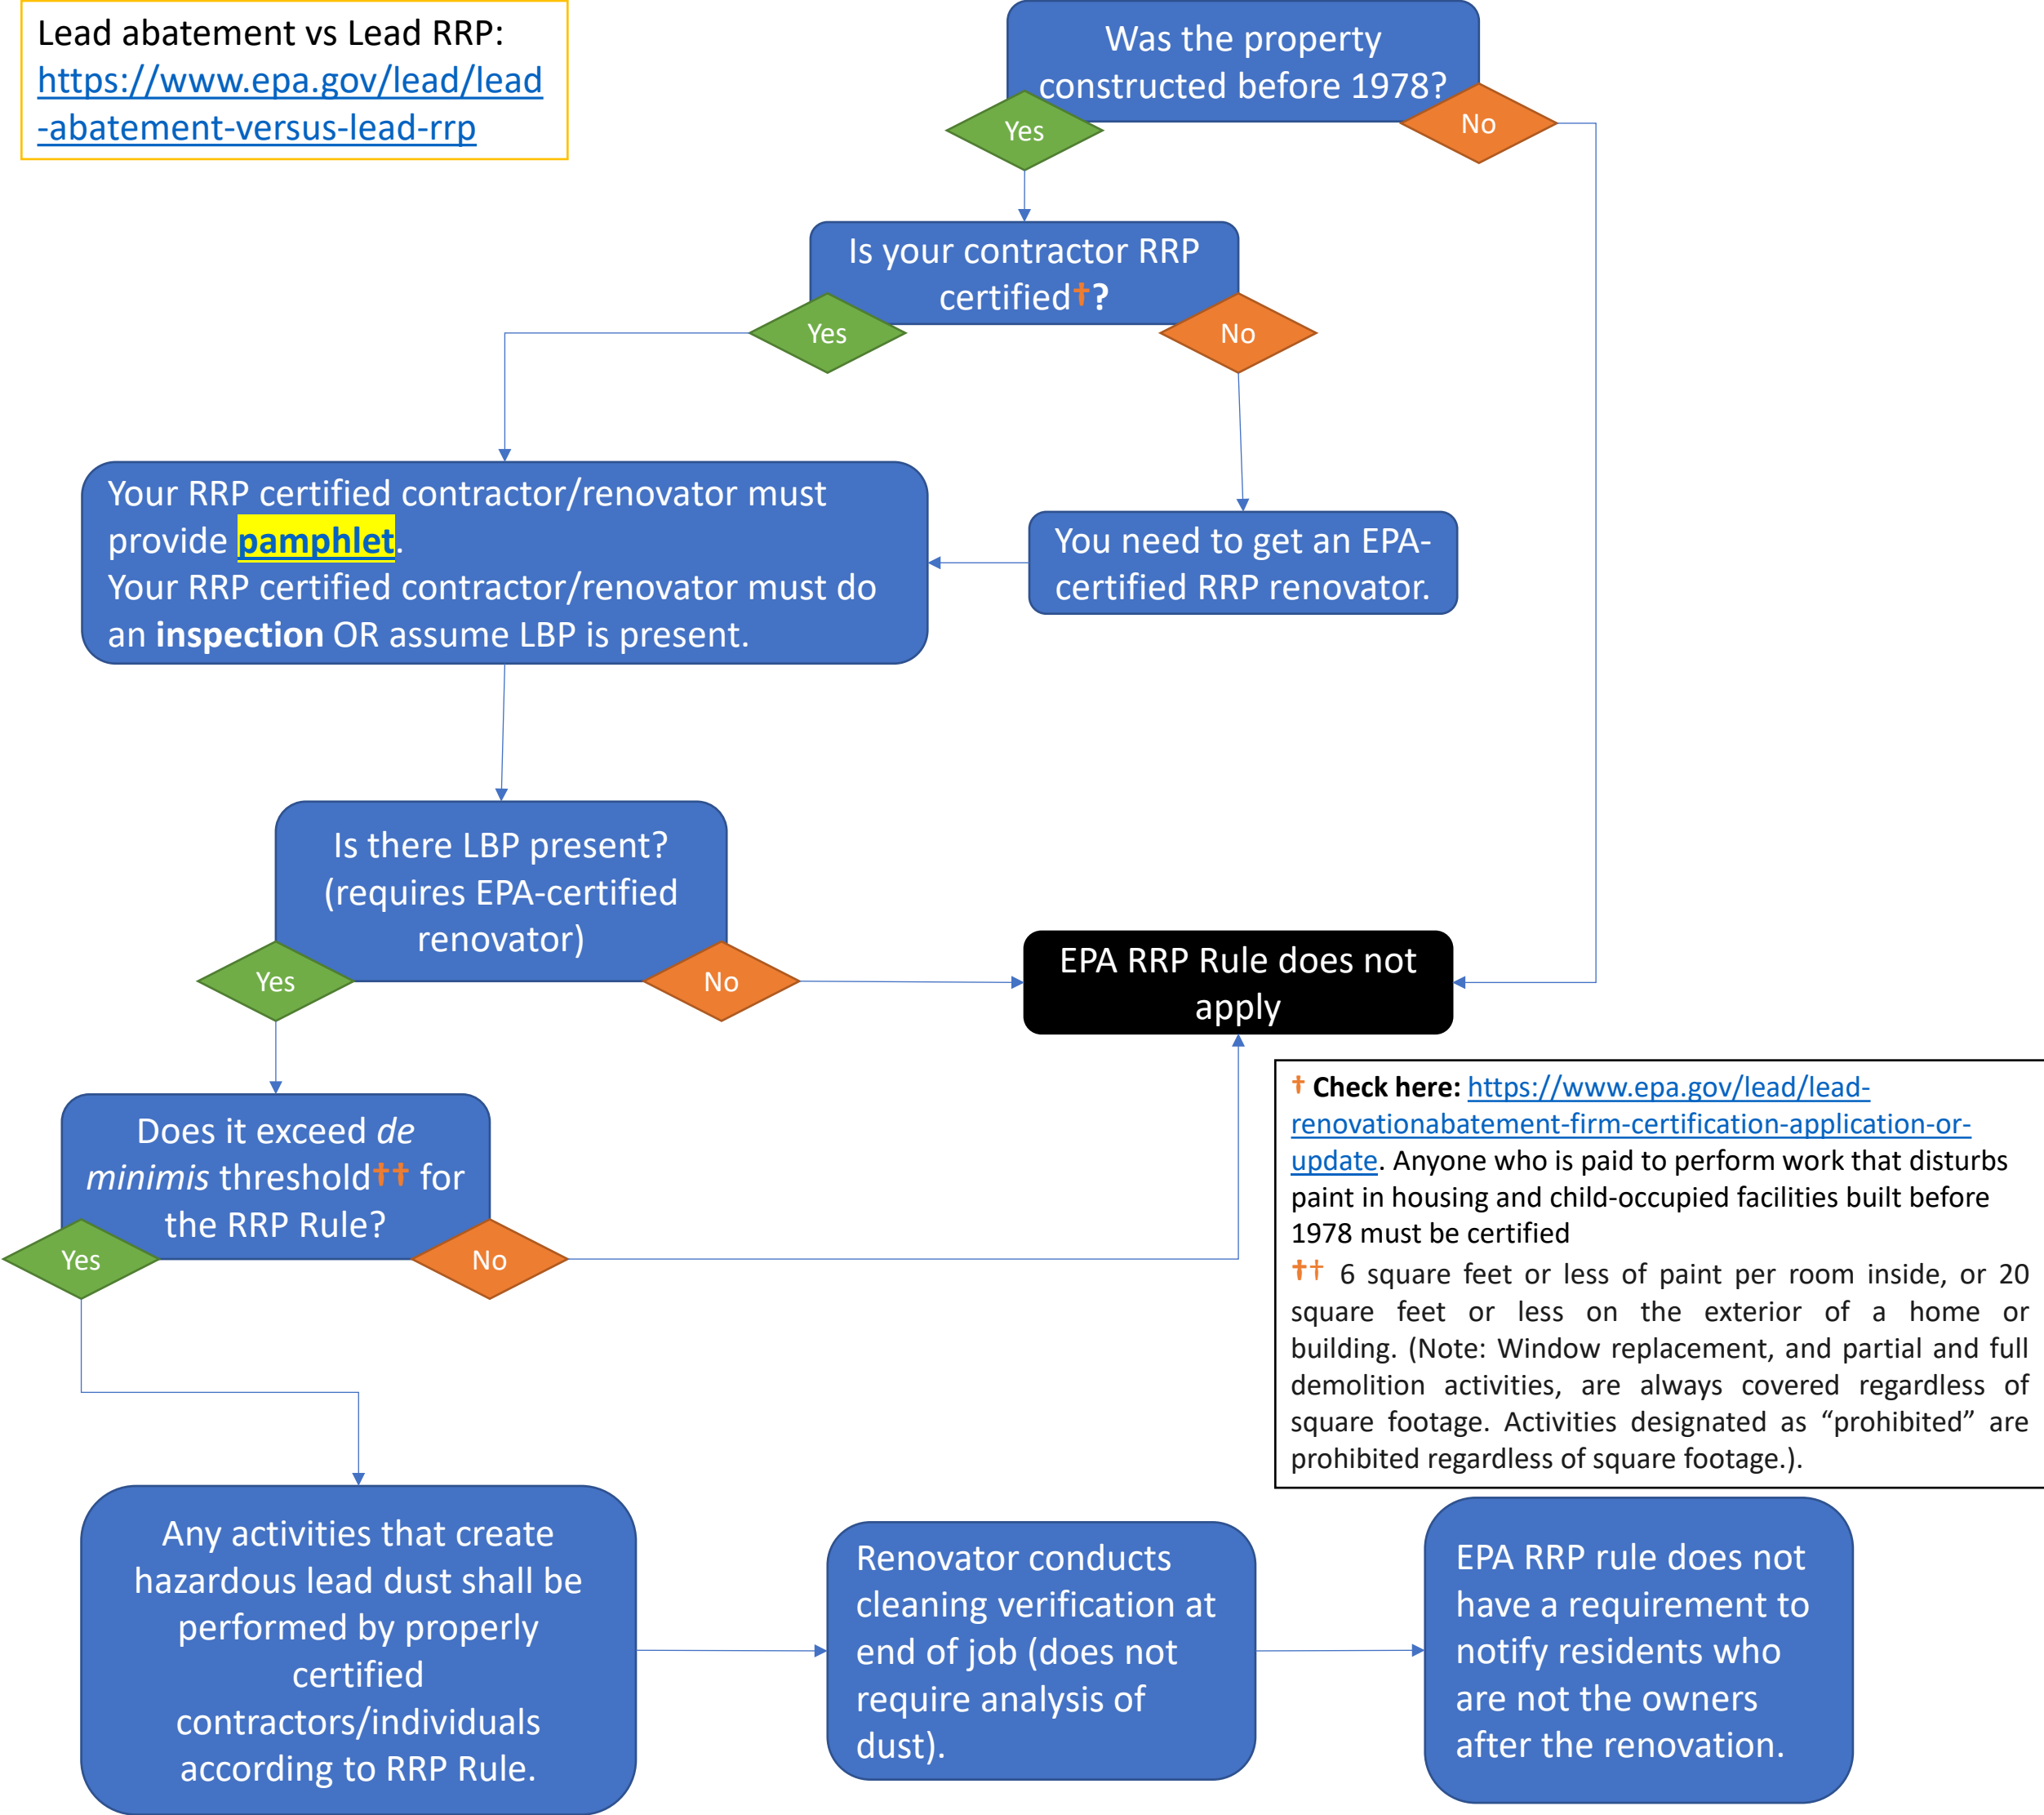 Lead abatement vs Lead RRP:
https://www.epa.gov/lead/lead
-abatement-versus-lead-rrp
Was the property
constructed before 1978?
Yes
No
Is your contractor RRP
certified†?
Yes
No
Your RRP certified contractor/renovator must
provide pamphlet.
Your RRP certified contractor/renovator must do
an inspection OR assume LBP is present.
You need to get an EPA-
certified RRP renovator.
Is there LBP present?
(requires EPA-certified
renovator)
Yes
No
EPA RRP Rule does not
apply
Does it exceed de
minimis threshold†† for
the RRP Rule?
Yes
No
† Check here: https://www.epa.gov/lead/lead-
renovationabatement-firm-certification-application-or-
update. Anyone who is paid to perform work that disturbs
paint in housing and child-occupied facilities built before
1978 must be certified
†† 6 square feet or less of paint per room inside, or 20
square feet or less on the exterior of a home or
building. (Note: Window replacement, and partial and full
demolition activities, are always covered regardless of
square footage. Activities designated as “prohibited” are
prohibited regardless of square footage.).
Any activities that create
hazardous lead dust shall be
performed by properly
certified
contractors/individuals
according to RRP Rule.
Renovator conducts
cleaning verification at
end of job (does not
require analysis of
dust).
EPA RRP rule does not
have a requirement to
notify residents who
are not the owners
after the renovation.